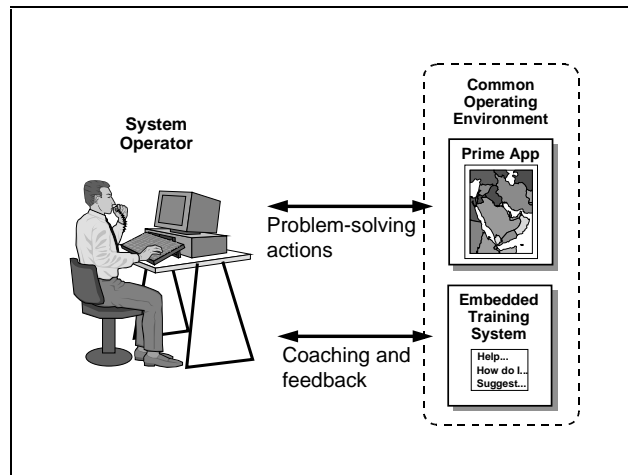 System
Operator
Problem-solving
actions
Coaching and
feedback
Common
Operating
Environment
Prime App
Embedded
Training
System
Help...
How do I...
Suggest...